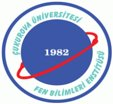 ÇUKUROVA ÜNİVERSİTESİ
1982
FEN BİLİMLERİ ENSTİTÜSÜ